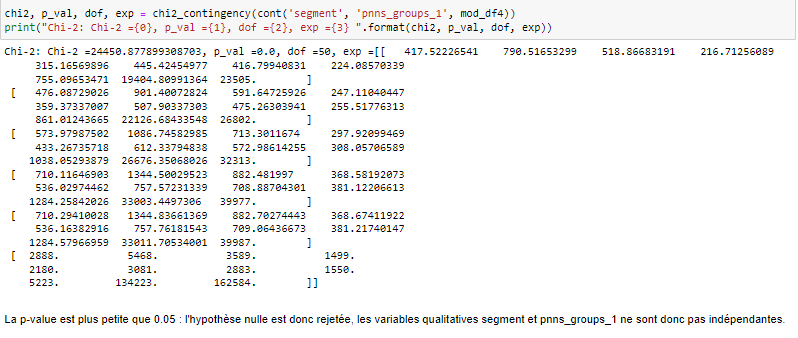 chi2, p_val, dof, exp = chi2_contingency(cont('segment', 'pnns_groups_1', mod_df4))
print("Chi-2: Chi-2 ={0}, p_val ={1}, dof ={2}, exp ={3} ".format(chi2, p_val, dof, exp))
Chi-2: Chi-2 =24450.877899308703, p_val =0.0, dof =50, exp =[[ 417.52226541 790.51653299 518.86683191 216.71256089
315.16569896 445.42454977 416.79940831 224.08570339
755.09653471 19404.80991364 23505. ]
[ 476.08729026 901.40072824 591.64725926 247.11040447
359.37337007 507.90337303 475.26303941 255.51776313
861.01243665 22126.68433548 26802. ]
[ 573.97987502 1086.74582985 713.3011674 297.92099469
433.26735718 612.33794838 572.98614255 308.05706589
1038.05293879 26676.35068026 32313. ]
[ 710.11646903 1344.50029523 882.481997 368.58192073
536.02974462 757.57231339 708.88704301 381.12206613
1284.25842026 33003.4497306 39977. ]
[ 710.29410028 1344.83661369 882.70274443 368.67411922
536.16382916 757.76181543 709.06436673 381.21740147
1284.57966959 33011.70534001 39987. ]
[ 2888. 5468. 3589. 1499.
2180. 3081. 2883. 1550.
5223. 134223. 162584. ]]
La p-value est plus petite que 0.05 : l'hypothèse nulle est donc rejetée, les variables qualitatives segment et pnns_groups_1 ne sont donc pas indépendantes.